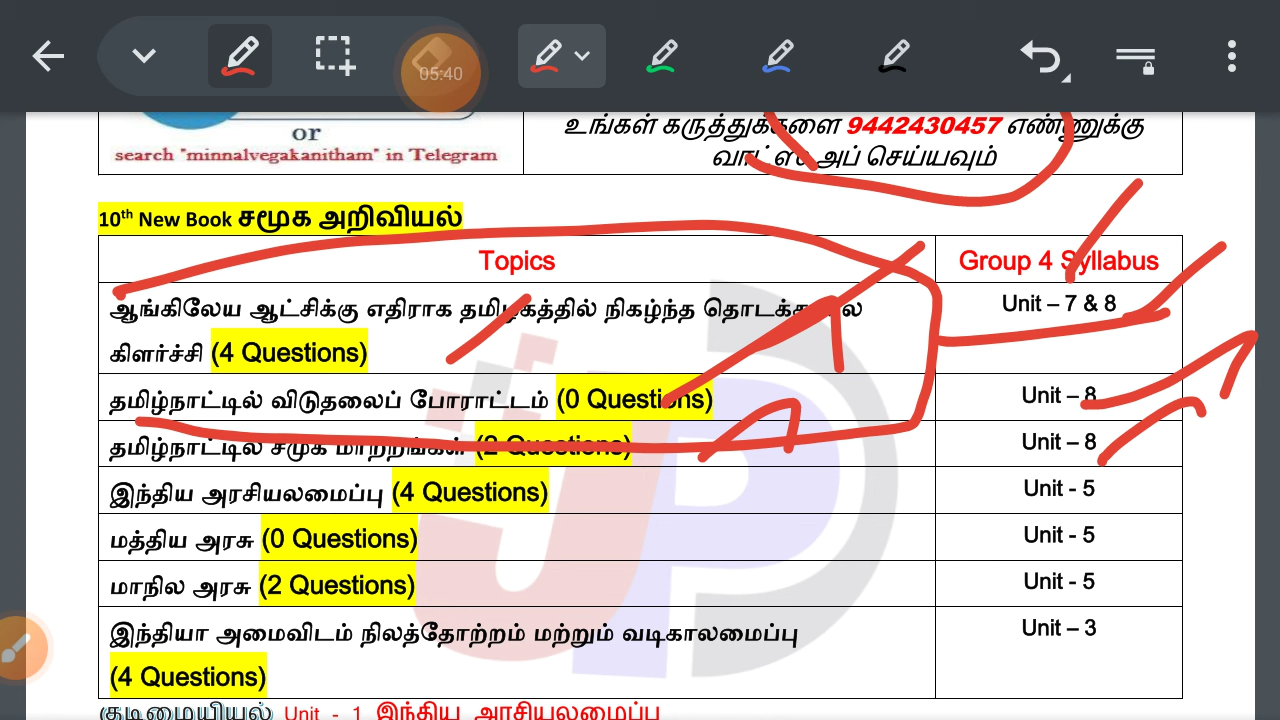 05:40
or
search "minnalvegakanitham" in Telegram
உங்கள் கருத்துக்களை 9442430457 எண்ணுக்கு
வாட்ஸ் அப் செய்யவும்
10th New Book சமூக அறிவியல்
Topics Group 4 Syllabus
ஆங்கிலேய ஆட்சிக்கு எதிராக தமிழகத்தில் நிகழ்ந்த தொடக்ககால Unit – 7 & 8
கிளர்ச்சி (4 Questions)
தமிழ்நாட்டில் விடுதலைப் போராட்டம் (0 Questions) Unit – 8
தமிழ்நாட்டில் சமூக மாற்றங்கள் (2 Questions) Unit – 8
இந்திய அரசியலமைப்பு (4 Questions) Unit - 5
மத்திய அரசு (0 Questions) Unit - 5
மாநில அரசு (2 Questions) Unit - 5
இந்தியா அமைவிடம் நிலத்தோற்றம் மற்றும் வடிகாலமைப்பு Unit – 3
(4 Questions)
குடிமையியல் Unit - 1 இந்திய அரசியலமைப்பு